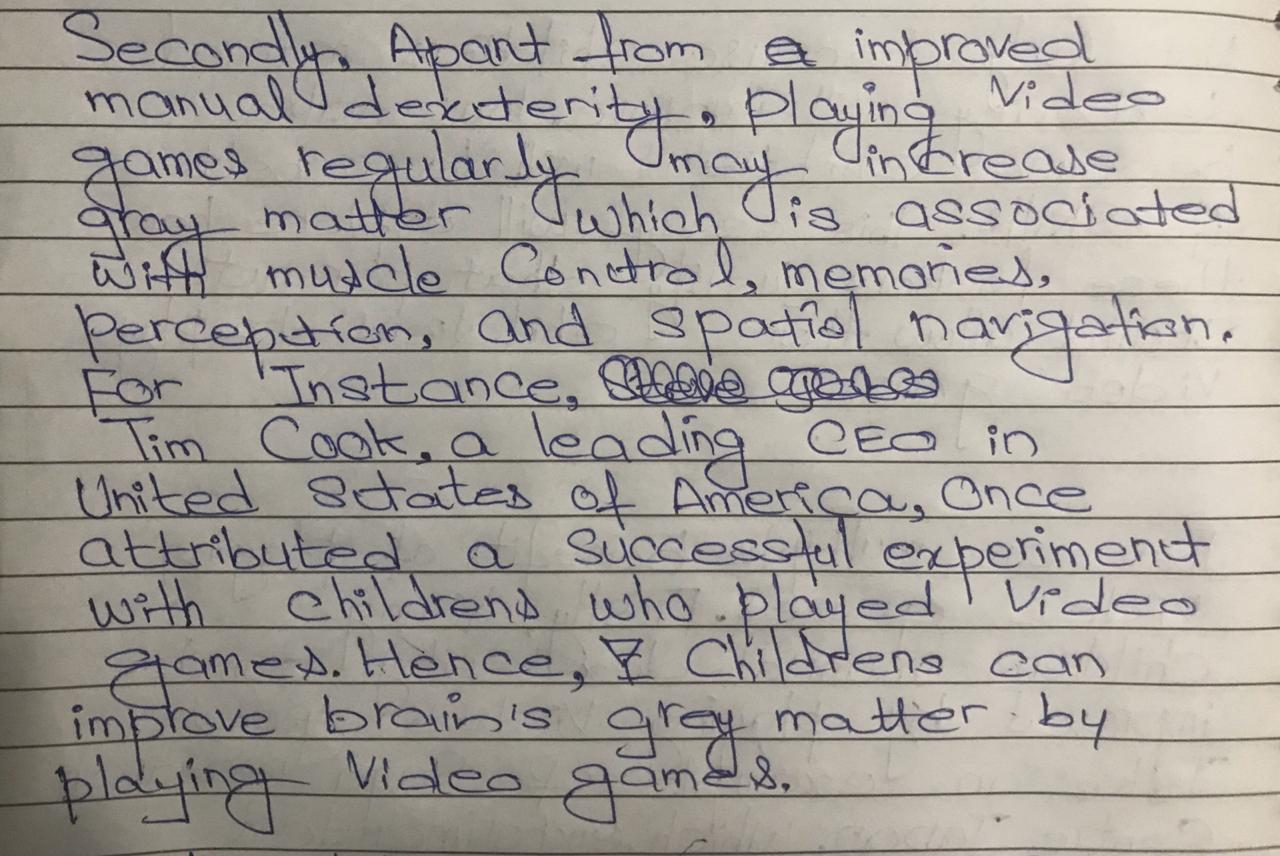 Secondly, Apart from improved
manual dexterity, playing Video
games regularly may increase
gray matter which is associated
with muscle Control, memories,
perception, and spatial navigation.
For Instance,
Tim Cook, a leading CEO in
United States of America, Once
attributed a successful experiment
with childrens who played Video
games. Hence, Childrens can
improve brain's grey matter by
playing Video games.